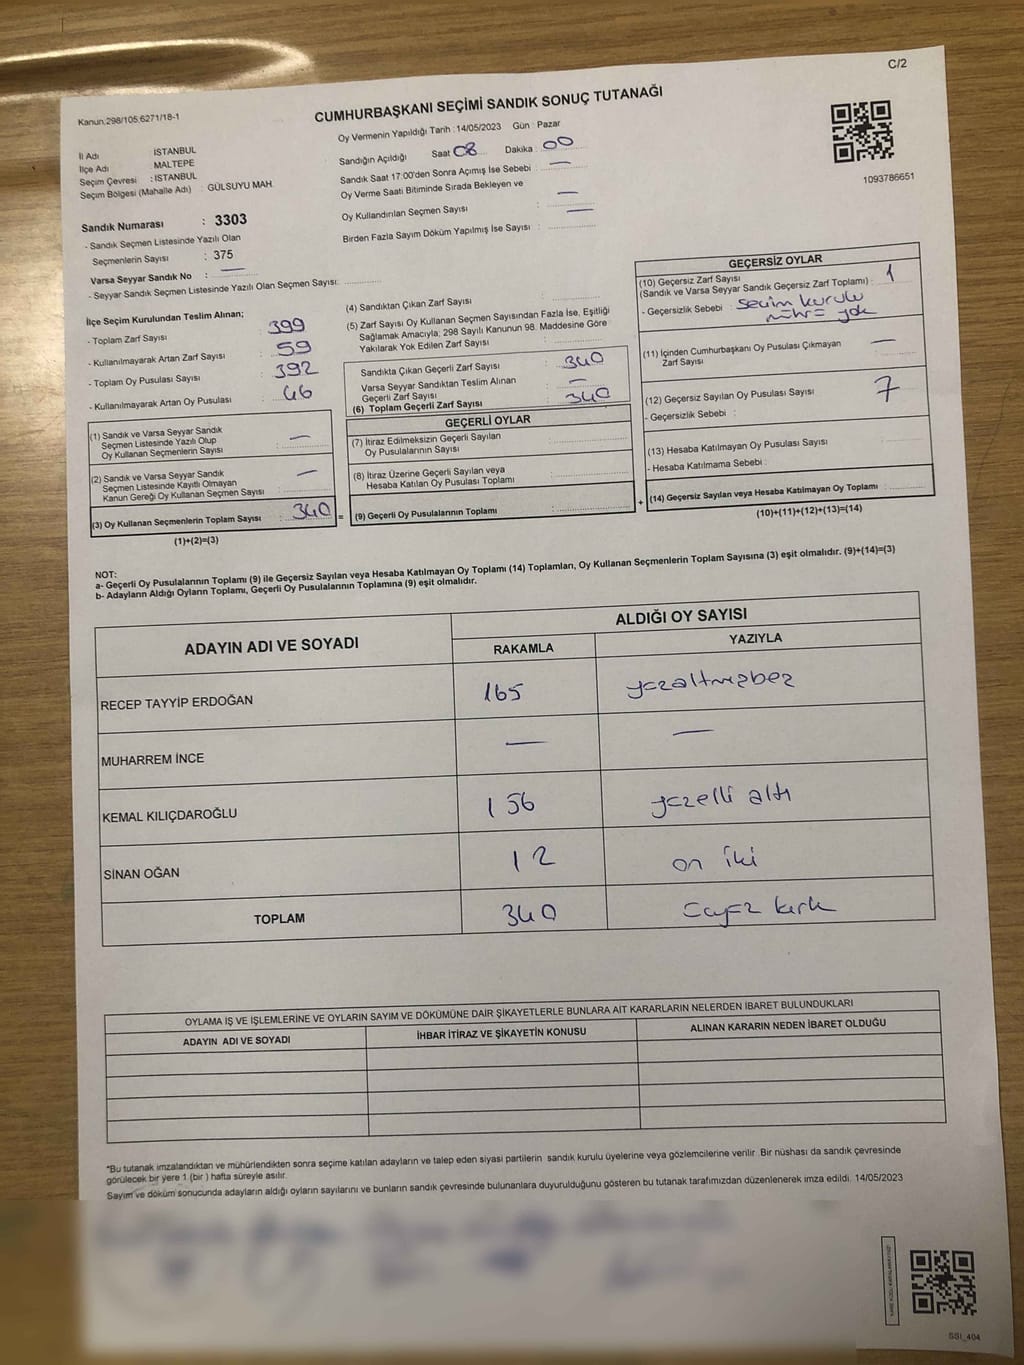 C/2
Kanun;298/105;6271/18-1
CUMHURBAŞKANI SEÇİMİ SANDIK SONUÇ TUTANAĞI
Oy Vermenin Yapıldığı Tarih : 14/05/2023 Gün : Pazar
İl Adı İSTANBUL
İlçe Adı MALTEPE
Seçim Çevresi : İSTANBUL
Seçim Bölgesi (Mahalle Adı) : GÜLSUYU MAH.
Sandığın Açıldığı Saat 08 Dakika : 00
Sandık Saat 17:00'den Sonra Açımış İse Sebebi : —
Oy Verme Saati Bitiminde Sırada Bekleyen ve
Oy Kullandırılan Seçmen Sayısı : —
Birden Fazla Sayım Döküm Yapılmış İse Sayısı : —
1093786651
Sandık Numarası : 3303
- Sandık Seçmen Listesinde Yazılı Olan
Seçmenlerin Sayısı : 375
Varsa Seyyar Sandık No : —
- Seyyar Sandık Seçmen Listesinde Yazılı Olan Seçmen Sayısı:
İlçe Seçim Kurulundan Teslim Alınan;
- Toplam Zarf Sayısı : 399
- Kullanılmayarak Artan Zarf Sayısı : 59
- Toplam Oy Pusulası Sayısı : 392
- Kullanılmayarak Artan Oy Pusulası : 46
(1) Sandık ve Varsa Seyyar Sandık
Seçmen Listesinde Yazılı Olup
Oy Kullanan Seçmenlerin Sayısı : —
(2) Sandık ve Varsa Seyyar Sandık
Seçmen Listesinde Kayıtlı Olmayan
Kanun Gereği Oy Kullanan Seçmen Sayısı : —
(3) Oy Kullanan Seçmenlerin Toplam Sayısı : 340 =
(1)+(2)=(3)
(4) Sandıktan Çıkan Zarf Sayısı :
(5) Zarf Sayısı Oy Kullanan Seçmen Sayısından Fazla İse, Eşitliği
Sağlamak Amacıyla; 298 Sayılı Kanunun 98. Maddesine Göre
Yakılarak Yok Edilen Zarf Sayısı :
Sandıkta Çıkan Geçerli Zarf Sayısı : 340
Varsa Seyyar Sandıktan Teslim Alınan
Geçerli Zarf Sayısı : —
(6) Toplam Geçerli Zarf Sayısı : 340
GEÇERLİ OYLAR
(7) İtiraz Edilmeksizin Geçerli Sayılan
Oy Pusulalarının Sayısı :
(8) İtiraz Üzerine Geçerli Sayılan veya
Hesaba Katılan Oy Pusulası Toplamı :
(9) Geçerli Oy Pusulalarının Toplamı : +
GEÇERSİZ OYLAR
(10) Geçersiz Zarf Sayısı
(Sandık ve Varsa Seyyar Sandık Geçersiz Zarf Toplamı) : 1
- Geçersizlik Sebebi : Seçim kurulu
mührü yok
(11) İçinden Cumhurbaşkanı Oy Pusulası Çıkmayan
Zarf Sayısı : —
(12) Geçersiz Sayılan Oy Pusulası Sayısı : 7
- Geçersizlik Sebebi :
(13) Hesaba Katılmayan Oy Pusulası Sayısı :
- Hesaba Katılmama Sebebi :
(14) Geçersiz Sayılan veya Hesaba Katılmayan Oy Toplamı :
(10)+(11)+(12)+(13)=(14)
NOT:
a- Geçerli Oy Pusulalarının Toplamı (9) ile Geçersiz Sayılan veya Hesaba Katılmayan Oy Toplamı (14) Toplamları, Oy Kullanan Seçmenlerin Toplam Sayısına (3) eşit olmalıdır. (9)+(14)=(3)
b- Adayların Aldığı Oyların Toplamı, Geçerli Oy Pusulalarının Toplamına (9) eşit olmalıdır.
ADAYIN ADI VE SOYADI ALDIĞI OY SAYISI
RAKAMLA YAZIYLA
RECEP TAYYİP ERDOĞAN 165 yüzaltmışbeş
MUHARREM İNCE — —
KEMAL KILIÇDAROĞLU 156 yüzelli altı
SİNAN OĞAN 12 on iki
TOPLAM 340 üçyüz kırk
OYLAMA İŞ VE İŞLEMLERİNE VE OYLARIN SAYIM VE DÖKÜMÜNE DAİR ŞİKAYETLERLE BUNLARA AİT KARARLARIN NELERDEN İBARET BULUNDUKLARI
ADAYIN ADI VE SOYADI İHBAR İTİRAZ VE ŞİKAYETİN KONUSU ALINAN KARARIN NEDEN İBARET OLDUĞU
*Bu tutanak imzalandıktan ve mühürlendikten sonra seçime katılan adayların ve talep eden siyasi partilerin sandık kurulu üyelerine veya gözlemcilerine verilir. Bir nüshası da sandık çevresinde
görülecek bir yere 1 (bir) hafta süreyle asılır.
Sayım ve döküm sonucunda adayların aldığı oyların sayılarını ve bunların sandık çevresinde bulunanlara duyurulduğunu gösteren bu tutanak tarafımızdan düzenlenerek imza edildi. 14/05/2023
SSI_404